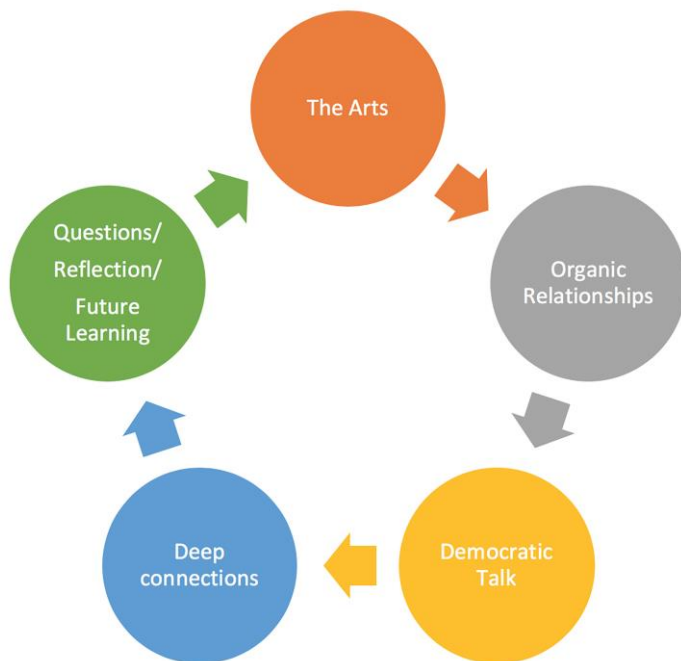 The Arts
Organic
Relationships
Democratic
Talk
Deep
connections
Questions/
Reflection/
Future
Learning